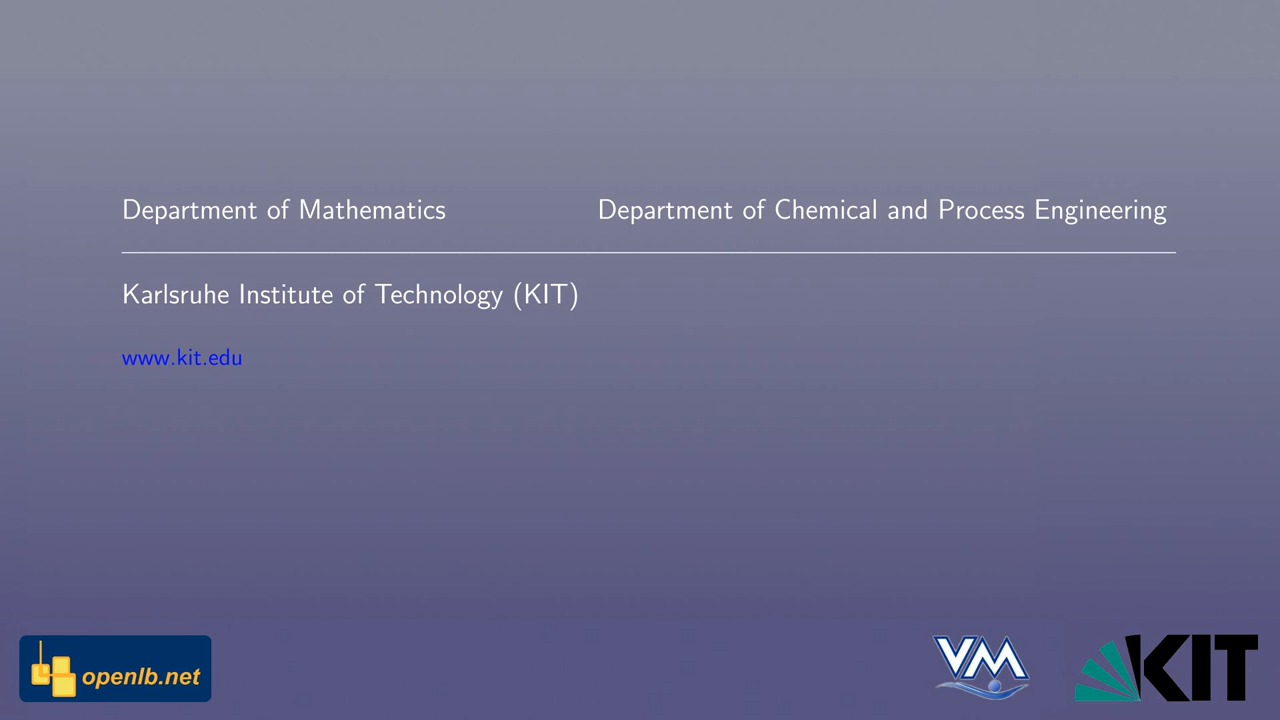 Department of Mathematics
Department of Chemical and Process Engineering
Karlsruhe Institute of Technology (KIT)
www.kit.edu
openlb.net
VM
KIT